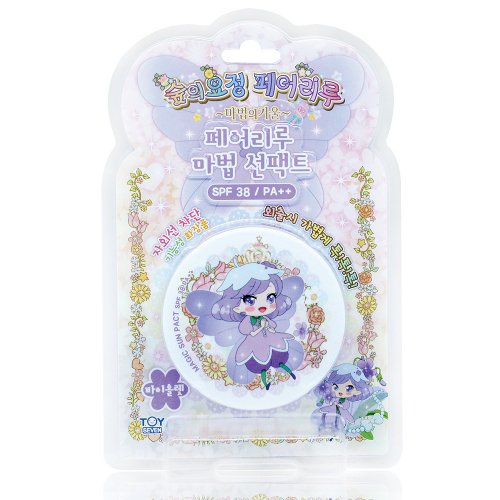 숲의요정 페어리루
~마법의거울~
페어리루
마법 선팩트
SPF 38 / PA++
자외선 차단
기능성 화장품
외출시 가볍게 톡!톡!톡!
MAGIC SUN PACT SPF
바이올렛
TOY
SEVEN